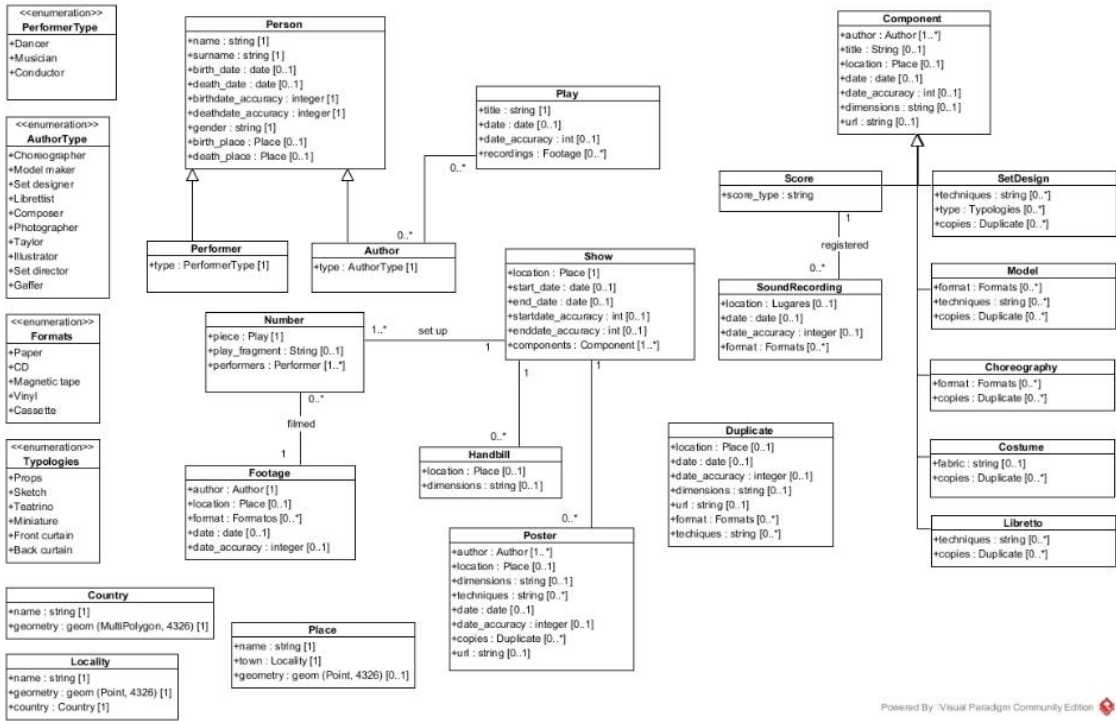 <<enumeration>>
PerformerType
+Dancer
+Musician
+Conductor
<<enumeration>>
AuthorType
+Choreographer
+Model maker
+Set designer
+Librettist
+Composer
+Photographer
+Taylor
+Illustrator
+Set director
+Gaffer
<<enumeration>>
Formats
+Paper
+CD
+Magnetic tape
+Vinyl
+Cassette
<<enumeration>>
Typologies
+Props
+Sketch
+Teatrino
+Miniature
+Front curtain
+Back curtain
Person
+name : string [1]
+surname : string [1]
+birth_date : date [0..1]
+death_date : date [0..1]
+birthdate_accuracy : integer [1]
+deathdate_accuracy : integer [1]
+gender : string [1]
+birth_place : Place [0..1]
+death_place : Place [0..1]
Play
+title : string [1]
+date : date [0..1]
+date_accuracy : int [0..1]
+recordings : Footage [0..*]
0..*
0..*
Performer
+type : PerformerType [1]
Author
+type : AuthorType [1]
Number
+piece : Play [1]
+play_fragment : String [0..1]
+performers : Performer [1..*]
1..*
set up
1
Show
+location : Place [1]
+start_date : date [0..1]
+end_date : date [0..1]
+startdate_accuracy : int [0..1]
+enddate_accuracy : int [0..1]
+components : Component [1..*]
0..*
filmed
1
Footage
+author : Author [1]
+location : Place [0..1]
+format : Formatos [0..*]
+date : date [0..1]
+date_accuracy : integer [0..1]
1
0..*
Handbill
+location : Place [0..1]
+dimensions : string [0..1]
1
0..*
Poster
+author : Author [1..*]
+location : Place [0..1]
+dimensions : string [0..1]
+techniques : string [0..*]
+date : date [0..1]
+date_accuracy : integer [0..1]
+copies : Duplicate [0..*]
+url : string [0..1]
Component
+author : Author [1..*]
+title : String [0..1]
+location : Place [0..1]
+date : date [0..1]
+date_accuracy : int [0..1]
+dimensions : string [0..1]
+url : string [0..1]
Score
+score_type : string
1
registered
0..*
SoundRecording
+location : Lugares [0..1]
+date : date [0..1]
+date_accuracy : integer [0..1]
+format : Formats [0..*]
SetDesign
+techniques : string [0..*]
+type : Typologies [0..*]
+copies : Duplicate [0..*]
Model
+format : Formats [0..*]
+techniques : string [0..*]
+copies : Duplicate [0..*]
Choreography
+format : Formats [0..*]
+copies : Duplicate [0..*]
Costume
+fabric : string [0..1]
+copies : Duplicate [0..*]
Libretto
+techniques : string [0..*]
+copies : Duplicate [0..*]
Duplicate
+location : Place [0..1]
+date : date [0..1]
+date_accuracy : integer [0..1]
+dimensions : string [0..1]
+url : string [0..1]
+format : Formats [0..*]
+techiques : string [0..*]
Country
+name : string [1]
+geometry : geom (MultiPolygon, 4326) [1]
Locality
+name : string [1]
+geometry : geom (Point, 4326) [1]
+country : Country [1]
Place
+name : string [1]
+town : Locality [1]
+geometry : geom (Point, 4326) [0..1]
Powered By Visual Paradigm Community Edition